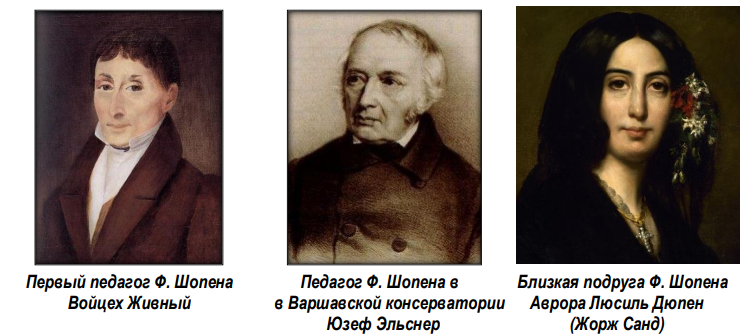 Первый педагог Ф. Шопена
Войцех Живный
Педагог Ф. Шопена в
в Варшавской консерватории
Юзеф Эльснер
Близкая подруга Ф. Шопена
Аврора Люсиль Дюпен
(Жорж Санд)